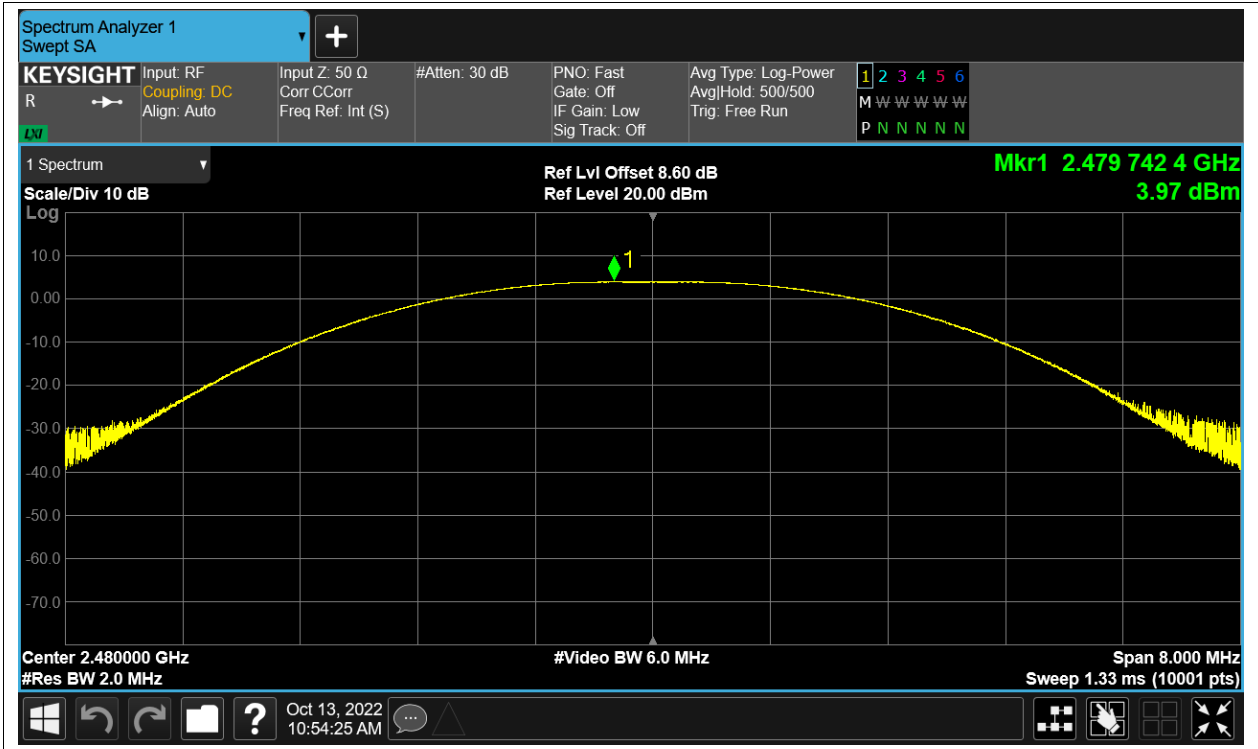 Spectrum Analyzer 1
Swept SA
KEYSIGHT
R
LXI
Input: RF
Coupling: DC
Align: Auto
Input Z: 50 Ω
Corr CCorr
Freq Ref: Int (S)
#Atten: 30 dB
PNO: Fast
Gate: Off
IF Gain: Low
Sig Track: Off
Avg Type: Log-Power
Avg|Hold: 500/500
Trig: Free Run
1 2 3 4 5 6
M W W W W W
P N N N N N
1 Spectrum
Scale/Div 10 dB
Log
Ref Lvl Offset 8.60 dB
Ref Level 20.00 dBm
Mkr1 2.479 742 4 GHz
3.97 dBm
1
10.0
0.00
-10.0
-20.0
-30.0
-40.0
-50.0
-60.0
-70.0
Center 2.480000 GHz
#Res BW 2.0 MHz
#Video BW 6.0 MHz
Span 8.000 MHz
Sweep 1.33 ms (10001 pts)
?
Oct 13, 2022
10:54:25 AM